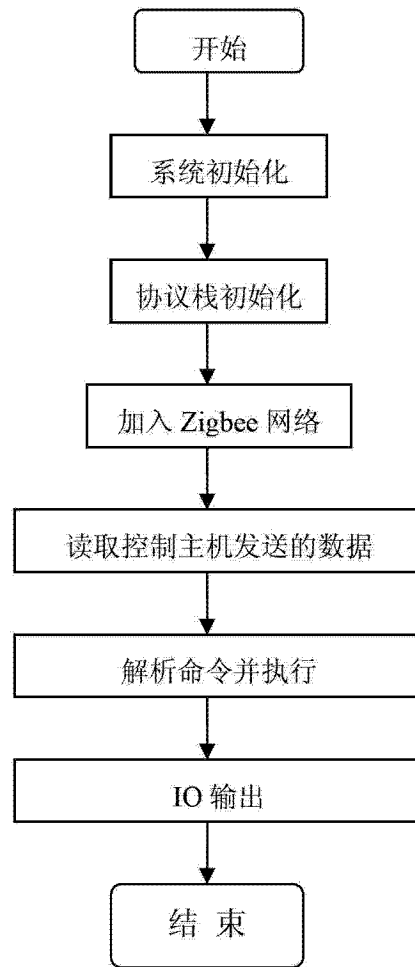 开始
系统初始化
协议栈初始化
加入 Zigbee 网络
读取控制主机发送的数据
解析命令并执行
IO 输出
结 束